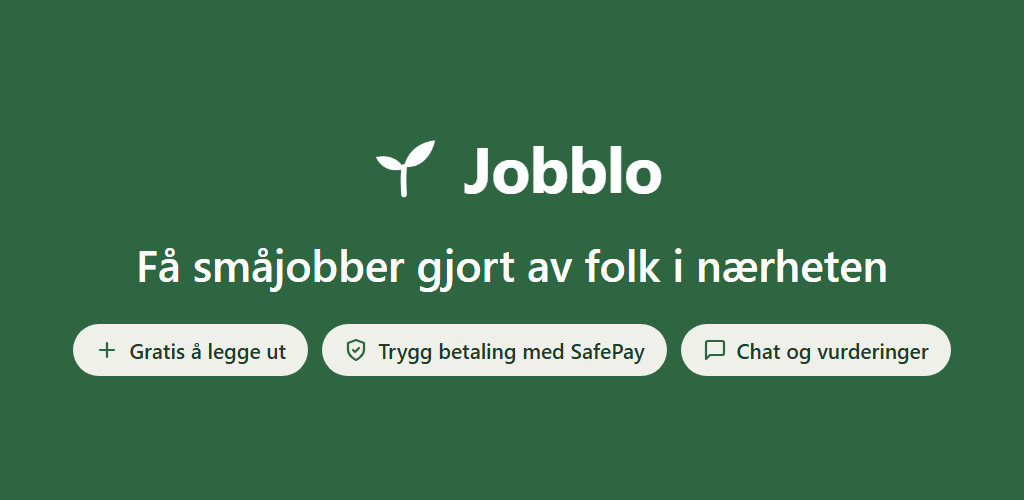 Jobblo
Få småjobber gjort av folk i nærheten
Gratis å legge ut
Trygg betaling med SafePay
Chat og vurderinger